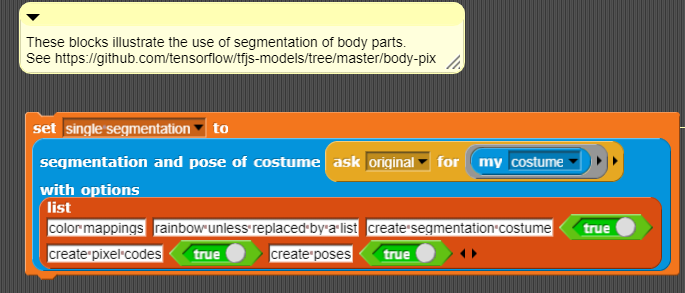 These blocks illustrate the use of segmentation of body parts.
See https://github.com/tensorflow/tfjs-models/tree/master/body-pix
set single segmentation to
segmentation and pose of costume ask original for my costume
with options
list
color mappings rainbow unless replaced by a list create segmentation costume true
create pixel codes true create poses true